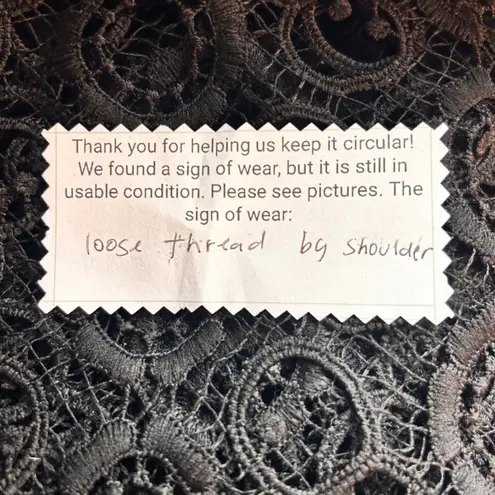 Thank you for helping us keep it circular!
We found a sign of wear, but it is still in
usable condition. Please see pictures. The
sign of wear:
loose thread by shoulder